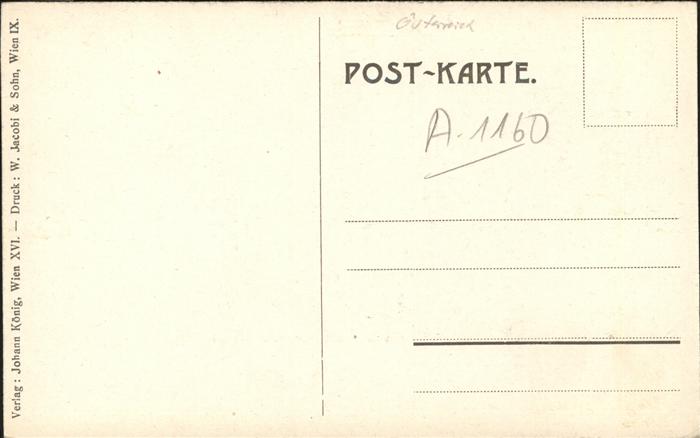 Österreich
POST-KARTE.
A. 1160
Verlag: Johann König, Wien XVI. — Druck: W. Jacobi & Sohn, Wien IX.